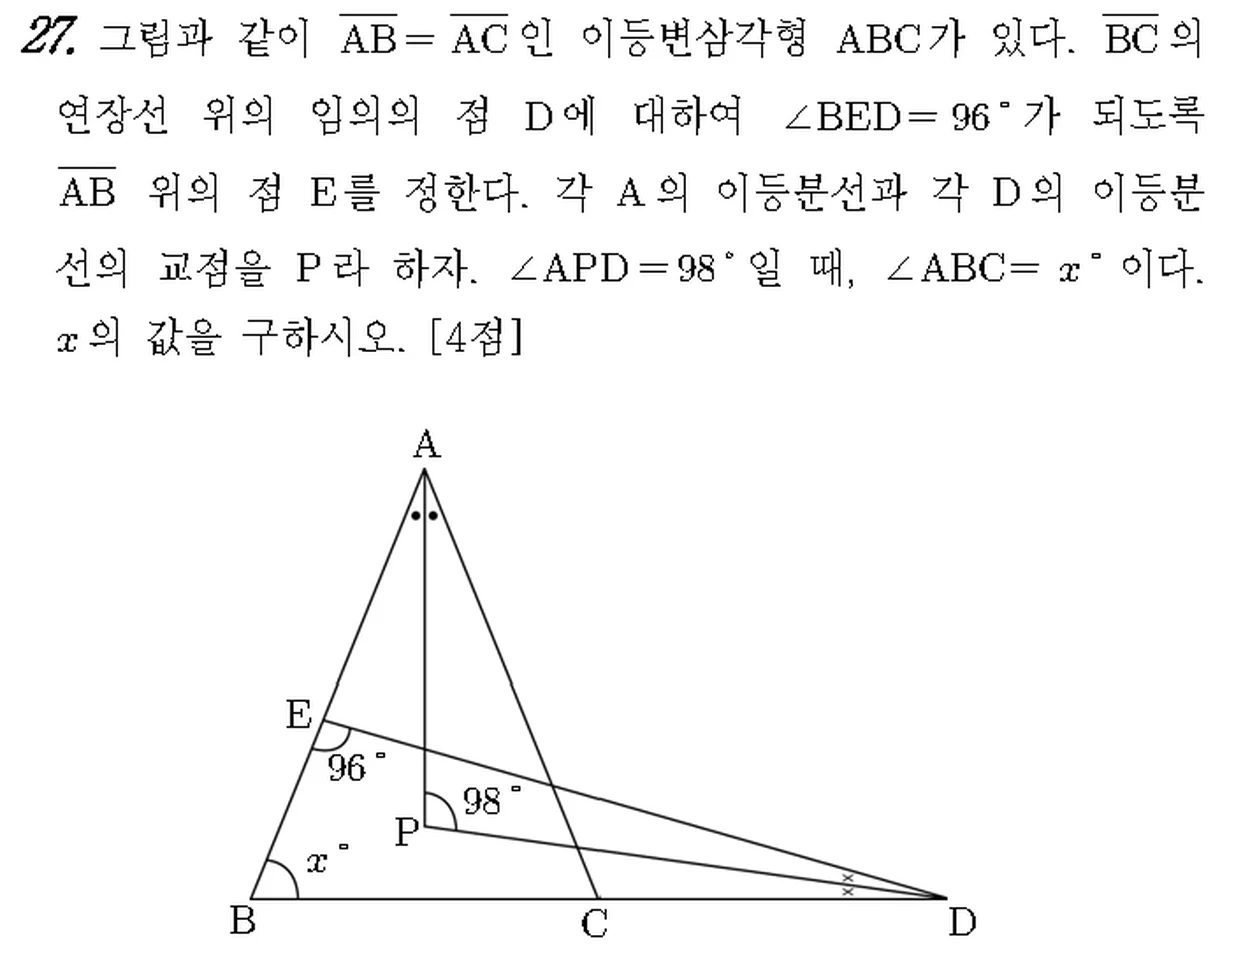 27. 그림과 같이 AB = AC 인 이등변삼각형 ABC가 있다. BC의
연장선 위의 임의의 점 D에 대하여 ∠BED = 96°가 되도록
AB 위의 점 E를 정한다. 각 A의 이등분선과 각 D의 이등분
선의 교점을 P라 하자. ∠APD = 98°일 때, ∠ABC = x°이다.
x의 값을 구하시오. [4점]
A
E
96°
98°
P
x°
B
C
D